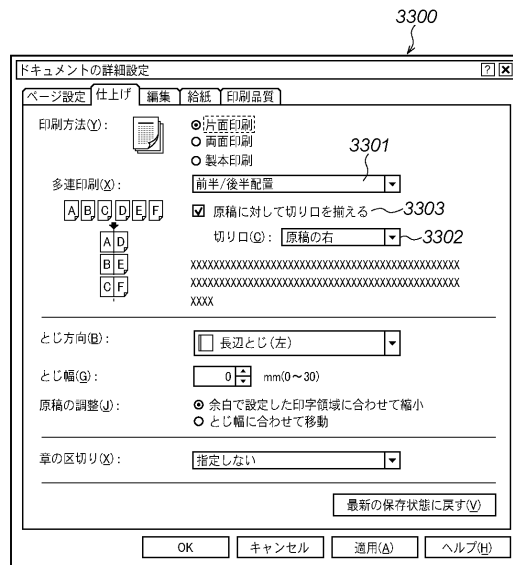 3300
ドキュメントの詳細設定
ページ設定 仕上げ 編集 給紙 印刷品質
印刷方法(Y):
片面印刷
両面印刷
製本印刷
3301
多連印刷(X): 前半/後半配置
A B C D E F
原稿に対して切り口を揃える 3303
切り口(C): 原稿の右 3302
A D
B E
C F
XXXXXXXXXXXXXXXXXXXXXXXXXXXXXXXXXXXXXXXXXXXXX
XXXXXXXXXXXXXXXXXXXXXXXXXXXXXXXXXXXXXXXXXXXXX
XXXX
とじ方向(B): 長辺とじ(左)
とじ幅(G): 0 mm(0~30)
原稿の調整(J): 余白で設定した印字領域に合わせて縮小
とじ幅に合わせて移動
章の区切り(X): 指定しない
最新の保存状態に戻す(V)
OK キャンセル 適用(A) ヘルプ(H)